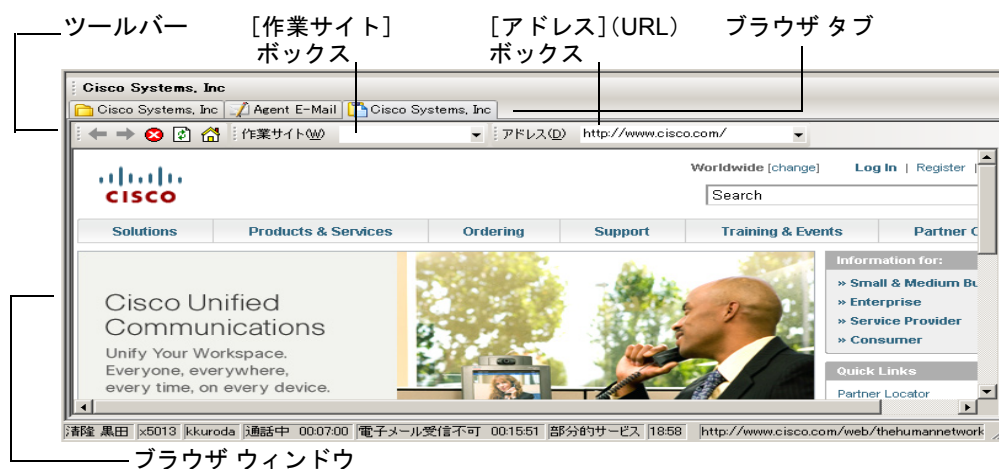 ツールバー
[作業サイト]
ボックス
[アドレス](URL)
ボックス
ブラウザ タブ
Cisco Systems, Inc
Cisco Systems, Inc
Agent E-Mail
Cisco Systems, Inc
作業サイト(W)
アドレス(D) http://www.cisco.com/
CISCO
Worldwide [change] Log In | Register |
Search
Solutions
Products & Services
Ordering
Support
Training & Events
Partner C
Cisco Unified
Communications
Unify Your Workspace.
Everyone, everywhere,
every time, on every device.
Information for:
» Small & Medium Bu
» Enterprise
» Service Provider
» Consumer
Quick Links
Partner Locator
清隆 黒田 x5013 kkuroda 通話中 00:07:00 電子メール受信不可 00:15:51 部分的サービス 18:58 http://www.cisco.com/web/thehumannetwork
ブラウザ ウィンドウ